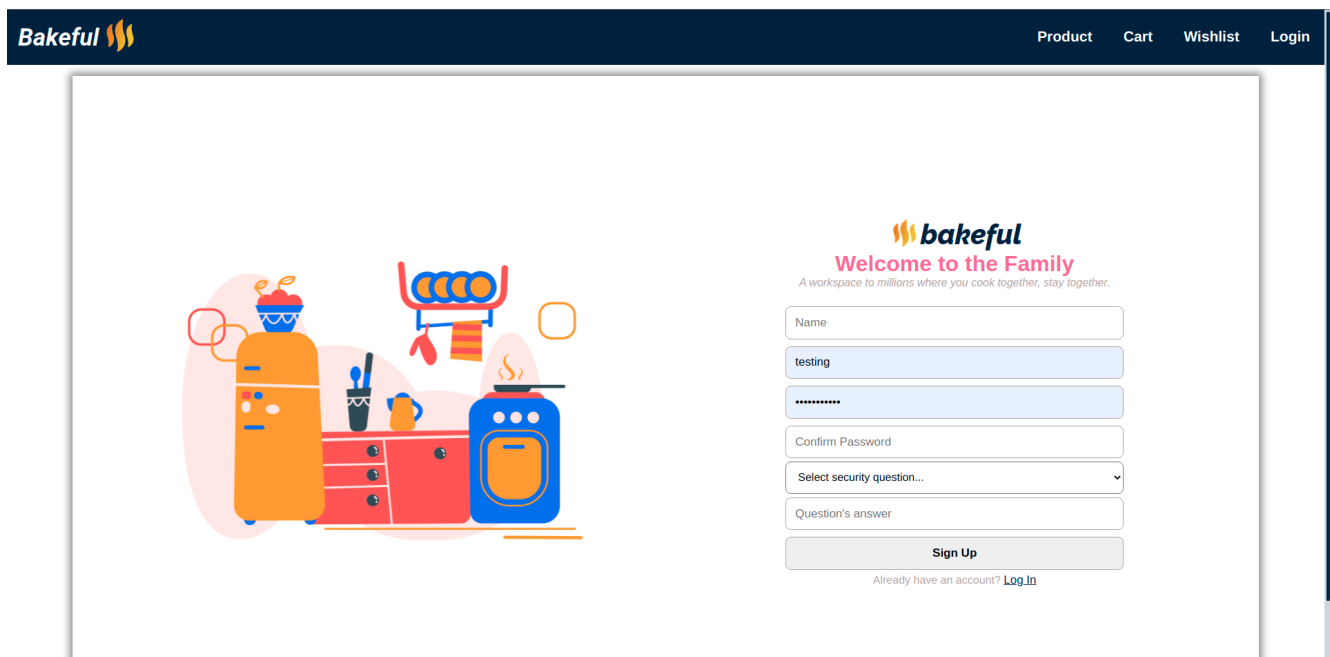 Bakeful
Product Cart Wishlist Login
bakeful
Welcome to the Family
A workspace to millions where you cook together, stay together.
Name
testing
•••••••••••
Confirm Password
Select security question...
Question's answer
Sign Up
Already have an account? Log In